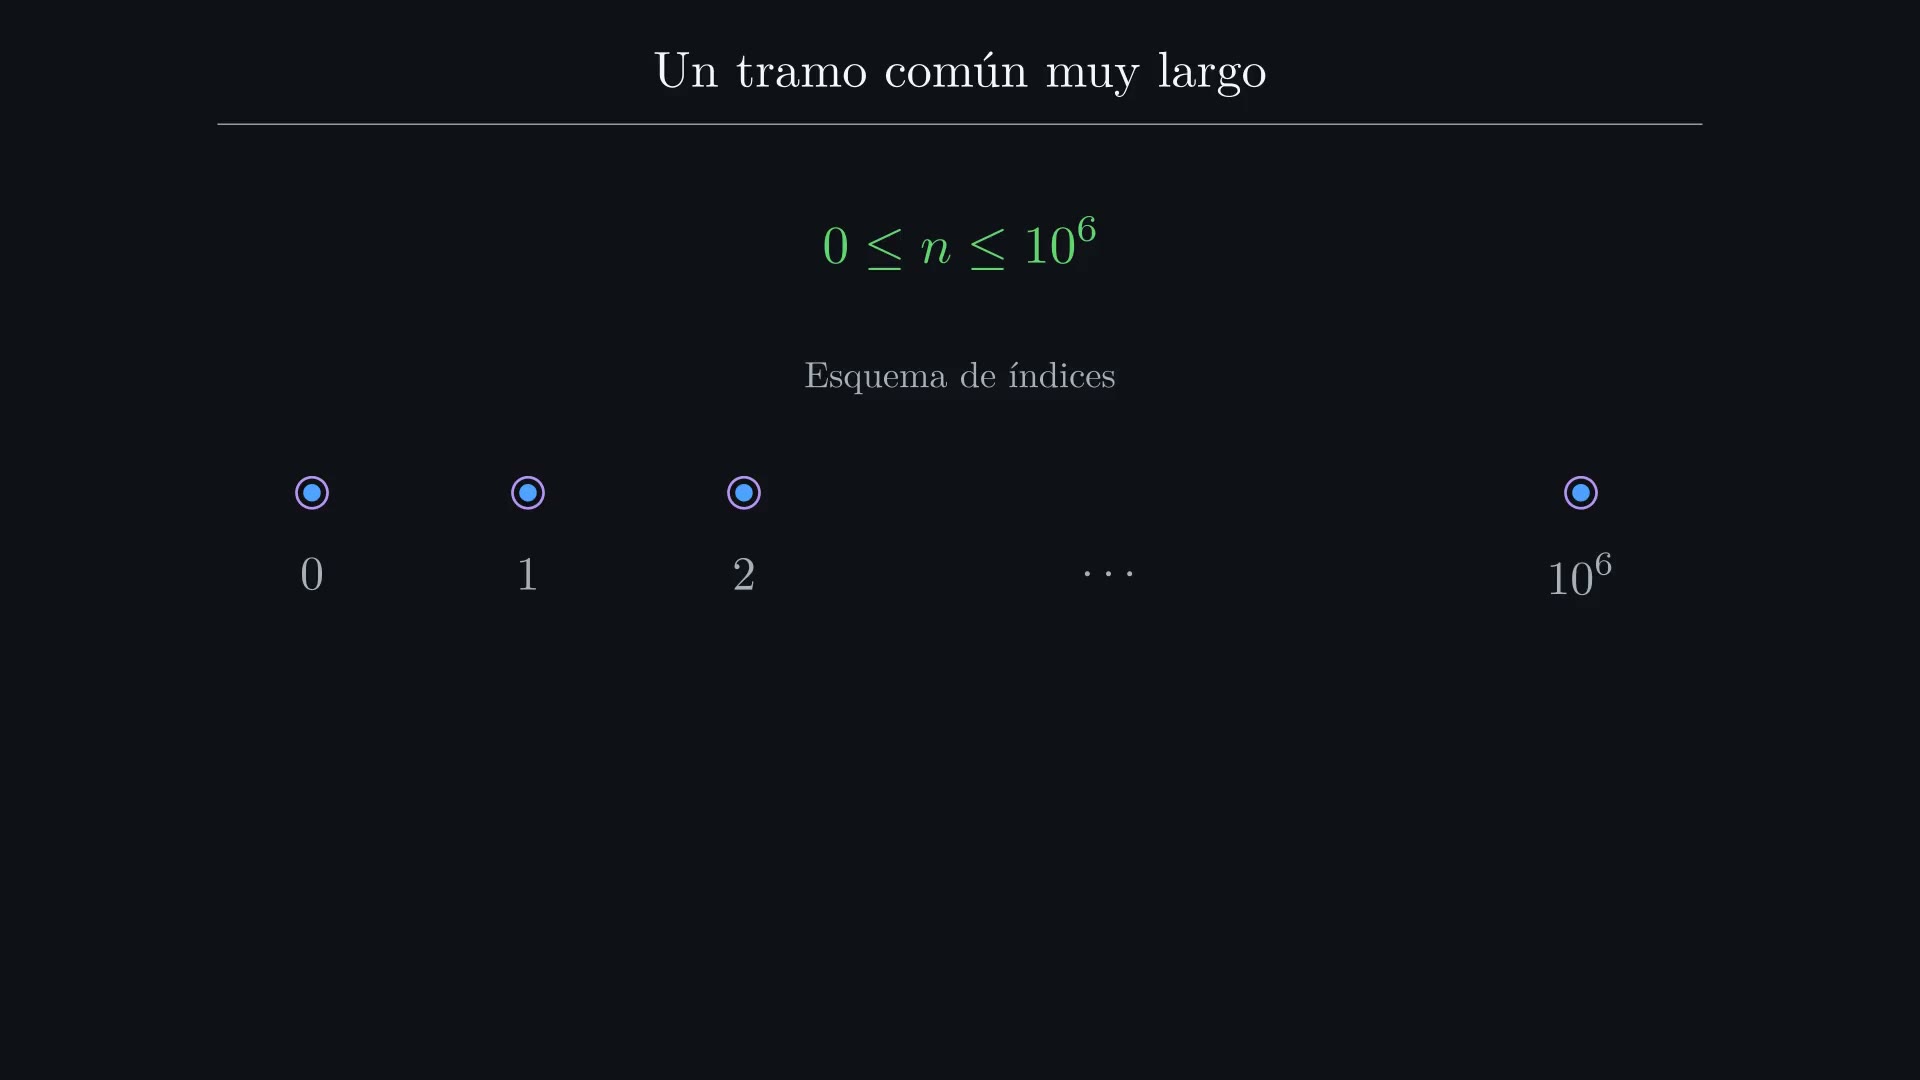 Un tramo común muy largo
0 ≤ n ≤ 10⁶
Esquema de índices
0 1 2 ··· 10⁶